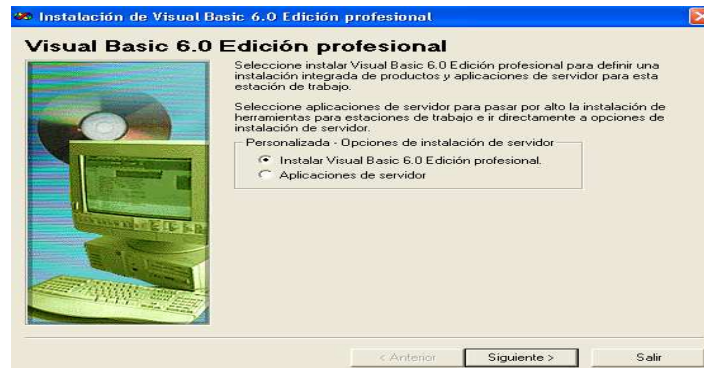 Instalación de Visual Basic 6.0 Edición profesional
Visual Basic 6.0 Edición profesional
Seleccione instalar Visual Basic 6.0 Edición profesional para definir una
instalación integrada de productos y aplicaciones de servidor para esta
estación de trabajo.
Seleccione aplicaciones de servidor para pasar por alto la instalación de
herramientas para estaciones de trabajo e ir directamente a opciones de
instalación de servidor.
Personalizada - Opciones de instalación de servidor
Instalar Visual Basic 6.0 Edición profesional.
Aplicaciones de servidor
< Anterior Siguiente > Salir